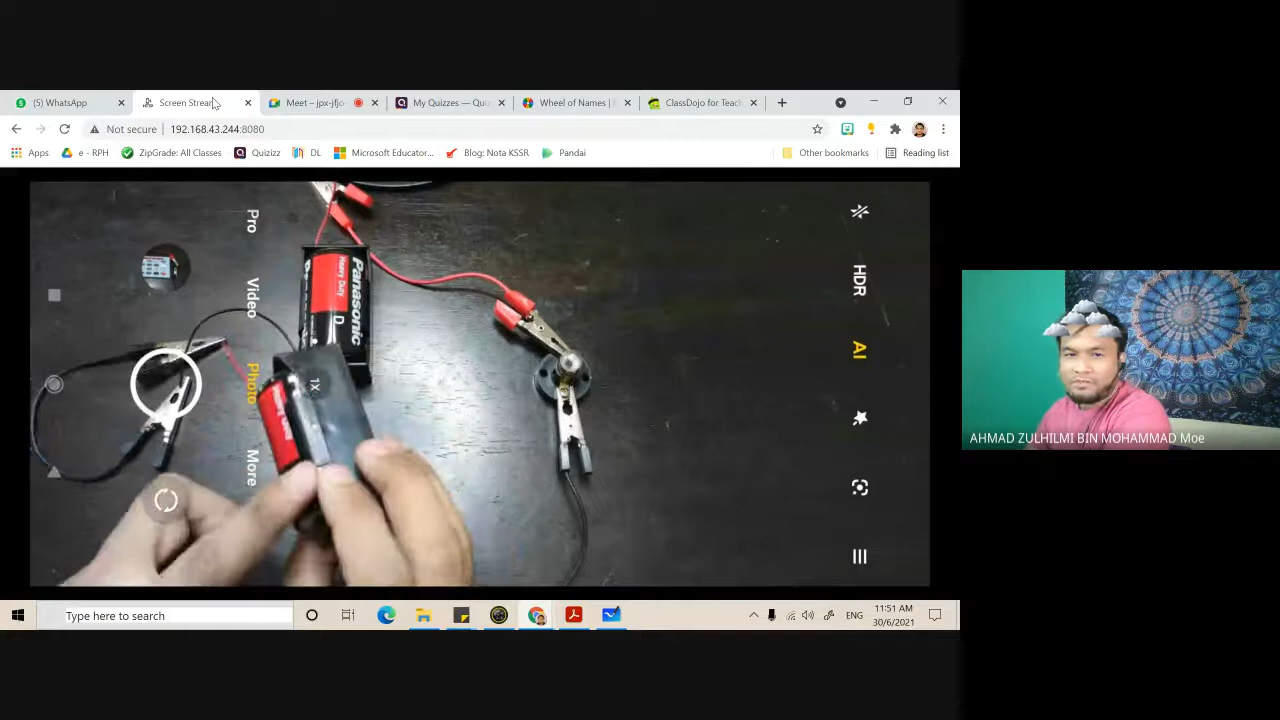 (5) WhatsApp
Screen Strea
Meet – jpx-jfjo-
My Quizzes — Qui
Wheel of Names |
ClassDojo for Teach
Not secure | 192.168.43.244:8080
Apps
e - RPH
ZipGrade: All Classes
Quizizz
DL
Microsoft Educator...
Blog: Nota KSSR
Pandai
Other bookmarks
Reading list
Pro
Video
Photo
More
1X
Panasonic
Heavy Duty
D
HDR
AI
AHMAD ZULHILMI BIN MOHAMMAD Moe
Type here to search
ENG
11:51 AM
30/6/2021